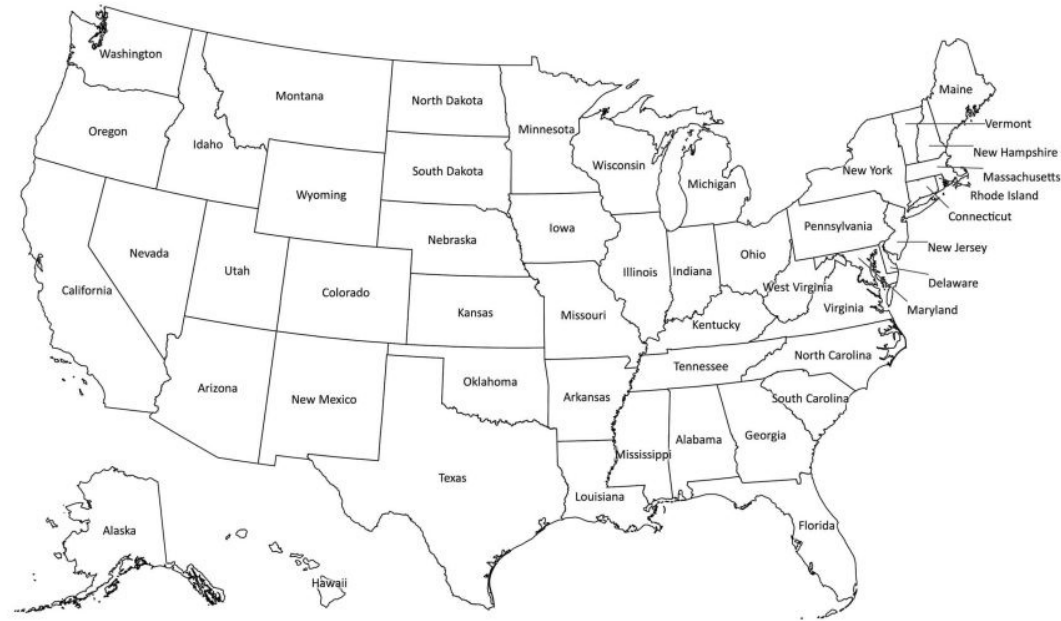 Washington
Montana
North Dakota
Minnesota
Maine
Oregon
Idaho
Vermont
New Hampshire
Wisconsin
South Dakota
New York
Massachusetts
Michigan
Wyoming
Rhode Island
Connecticut
Iowa
Pennsylvania
Nebraska
New Jersey
Nevada
Ohio
Utah
Illinois
Indiana
Delaware
California
Colorado
West Virginia
Kansas
Missouri
Virginia
Maryland
Kentucky
North Carolina
Tennessee
Oklahoma
Arizona
New Mexico
Arkansas
South Carolina
Alabama
Georgia
Mississippi
Texas
Louisiana
Florida
Alaska
Hawaii